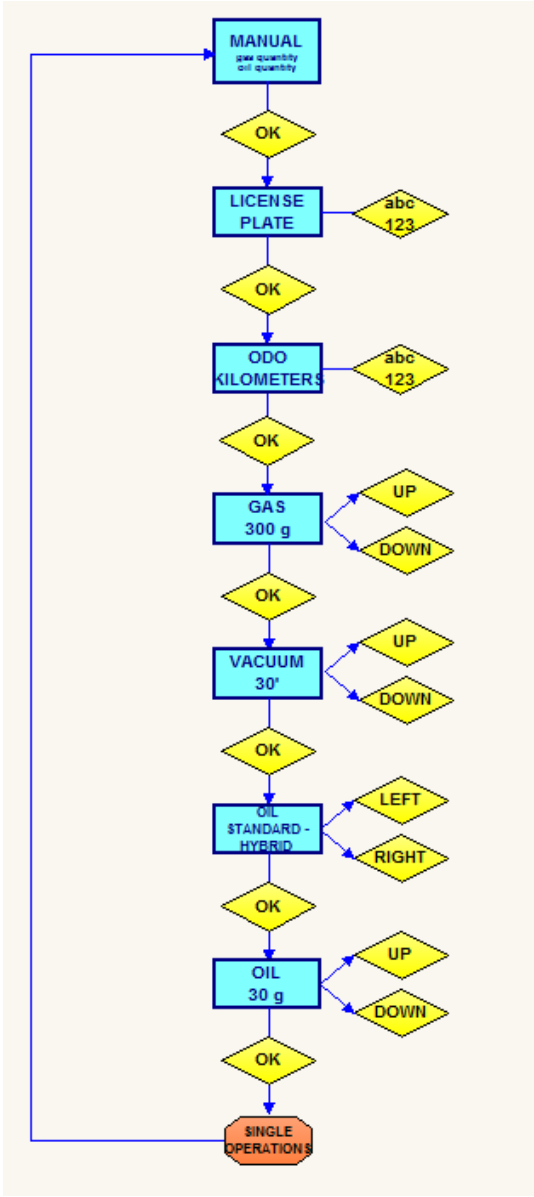 MANUAL
gas quantity
oil quantity
OK
LICENSE
PLATE
abc
123
OK
ODO
KILOMETERS
abc
123
OK
GAS
300 g
UP
DOWN
OK
VACUUM
30'
UP
DOWN
OK
OIL
STANDARD -
HYBRID
LEFT
RIGHT
OK
OIL
30 g
UP
DOWN
OK
SINGLE
OPERATIONS